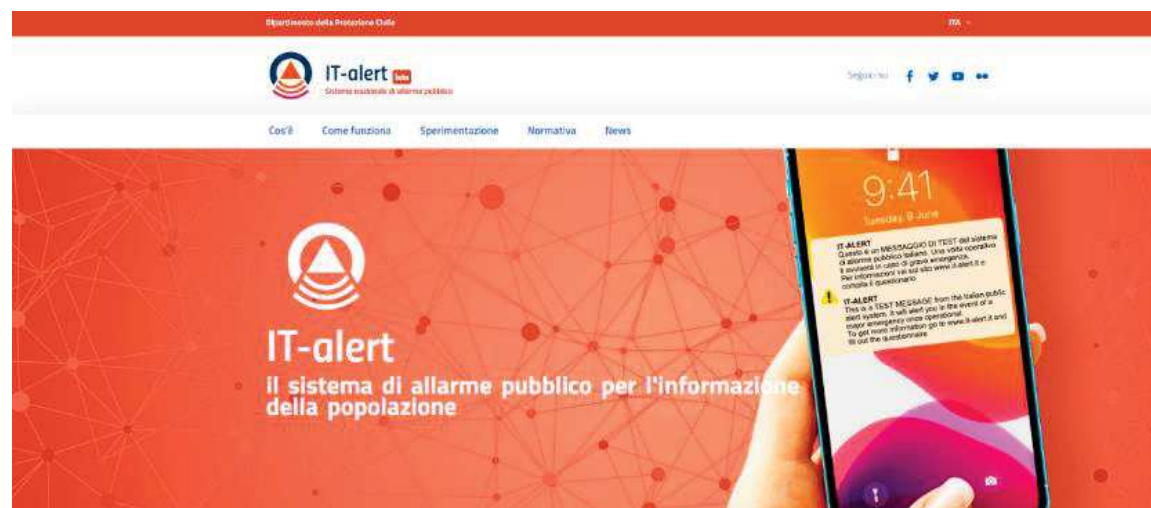 Dipartimento della Protezione Civile
ITA
IT-alert beta
Sistema nazionale di allarme pubblico
Seguici su
Cos'è Come funziona Sperimentazione Normativa News
IT-alert
il sistema di allarme pubblico per l'informazione
della popolazione
9:41
Tuesday, 9 June
IT-ALERT
Questo è un MESSAGGIO DI TEST del sistema
di allarme pubblico italiano. Una volta operativo
ti avviserà in caso di grave emergenza.
Per informazioni vai sul sito www.it-alert.it e
compila il questionario
IT-ALERT
This is a TEST MESSAGE from the Italian public
alert system. It will alert you in the event of a
major emergency once operational.
To get more information go to www.it-alert.it and
fill out the questionnaire